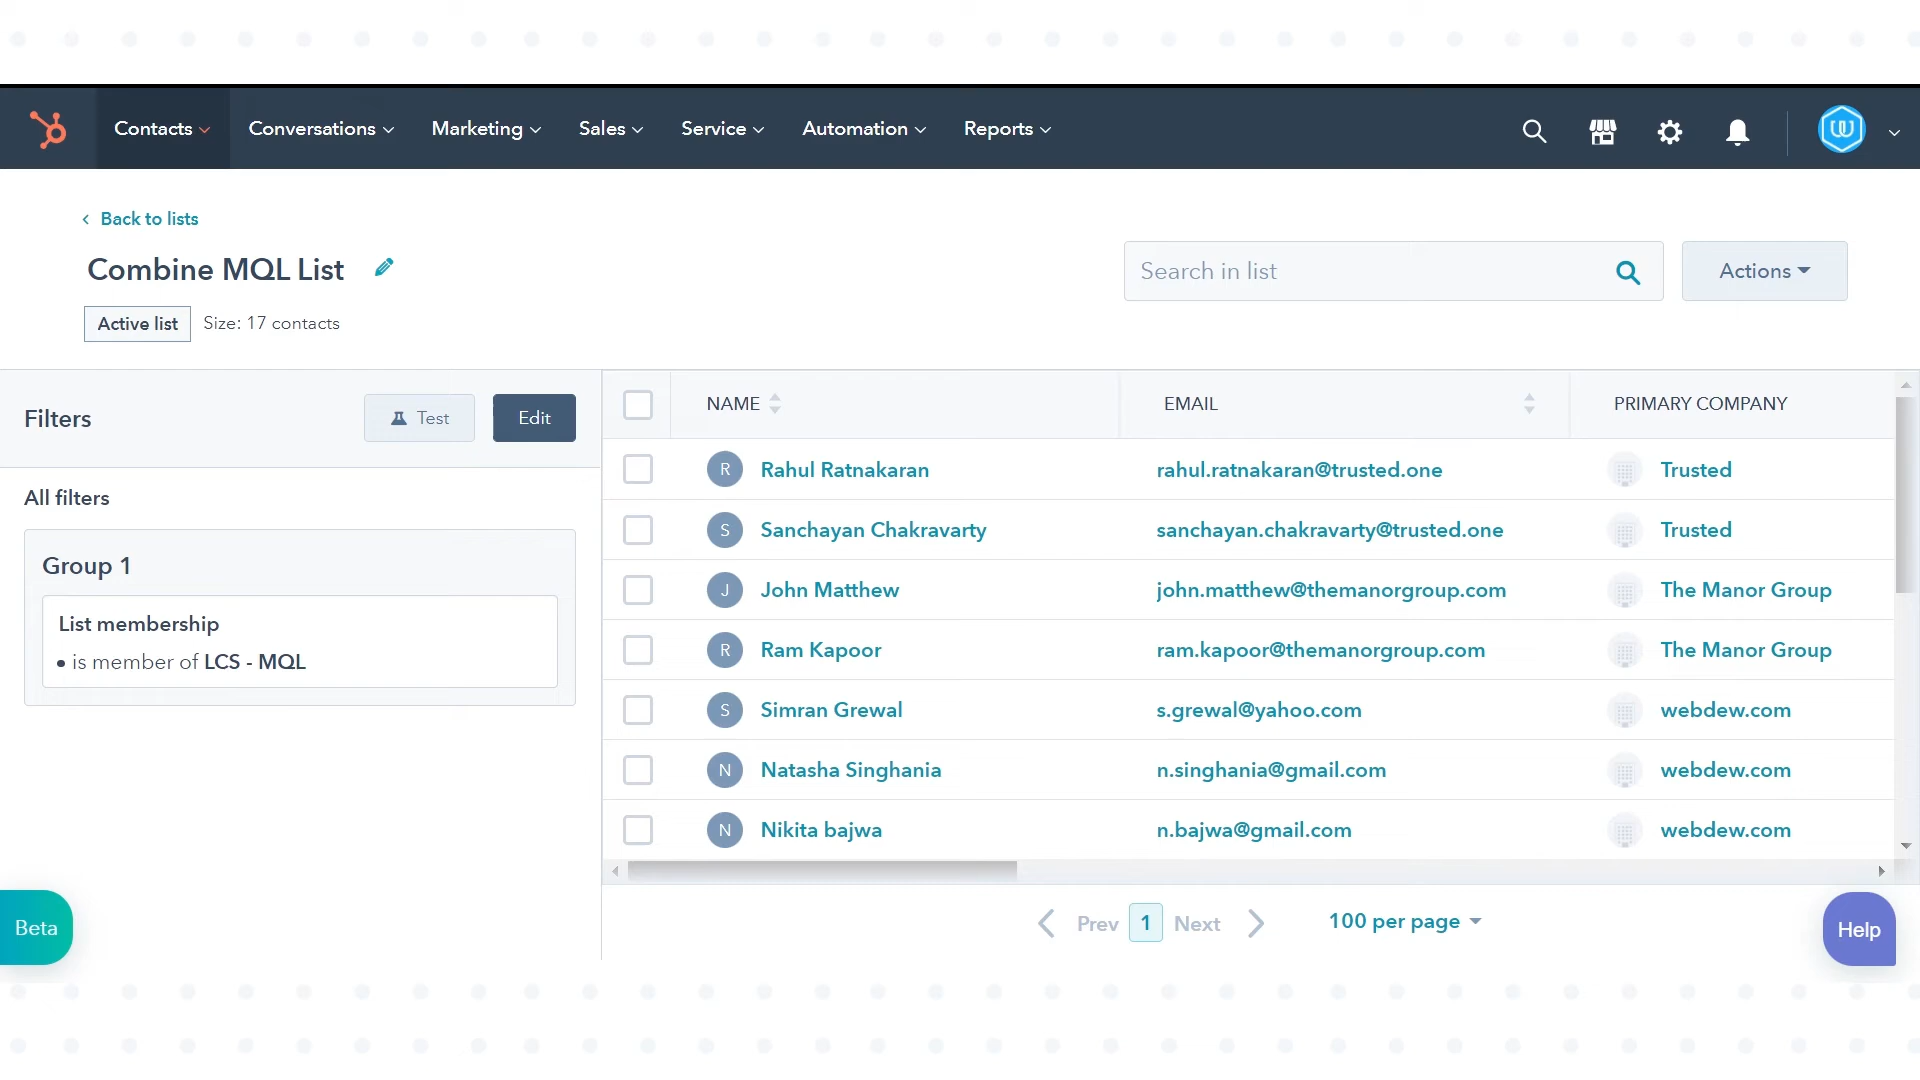 Contacts Conversations Marketing Sales Service Automation Reports
Back to lists
Combine MQL List
Search in list
Actions
Active list Size: 17 contacts
Filters Test Edit
All filters
Group 1
List membership
• is member of LCS - MQL
NAME EMAIL PRIMARY COMPANY
R Rahul Ratnakaran rahul.ratnakaran@trusted.one Trusted
S Sanchayan Chakravarty sanchayan.chakravarty@trusted.one Trusted
J John Matthew john.matthew@themanorgroup.com The Manor Group
R Ram Kapoor ram.kapoor@themanorgroup.com The Manor Group
S Simran Grewal s.grewal@yahoo.com webdew.com
N Natasha Singhania n.singhania@gmail.com webdew.com
N Nikita bajwa n.bajwa@gmail.com webdew.com
Prev 1 Next 100 per page
Beta
Help